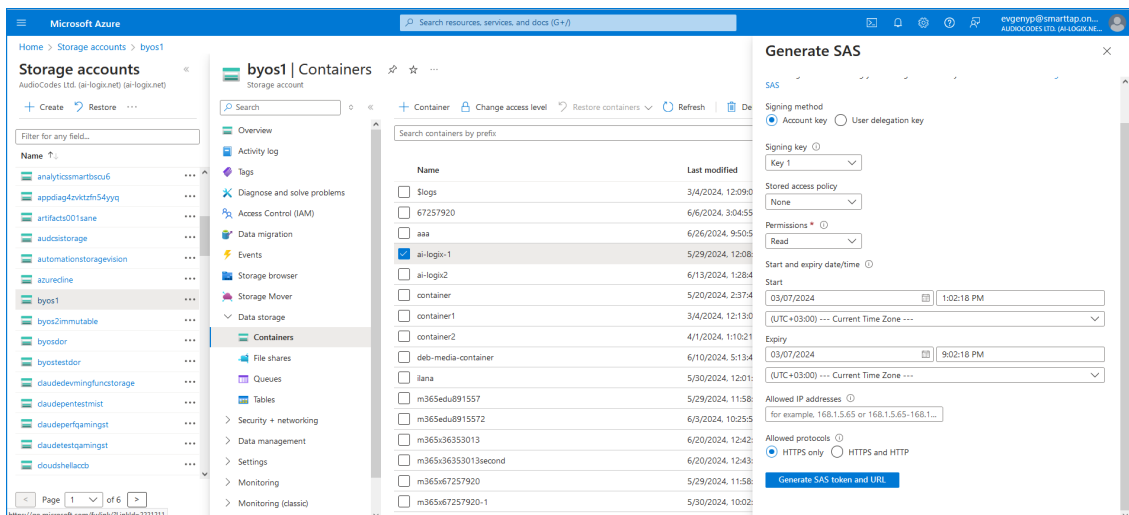 Microsoft Azure
Search resources, services, and docs (G+/)
evgenyp@smarttap.on...
AUDIOCODES LTD. (AI-LOGIX.NE...
Home > Storage accounts > byos1
Storage accounts
AudioCodes Ltd. (ai-logix.net) (ai-logix.net)
+ Create
Restore
...
Filter for any field...
Name ↑↓
analyticssmartbscu6
appdiag4zvktzfn54yyq
artifacts001sane
audcsistorage
automationstoragevision
azurecline
byos1
byos2immutable
byosdor
byostestdor
claudedevmingfuncstorage
claudepentestmist
claudeperfqamingst
claudetestqamingst
cloudshellaccb
< Page 1 of 6 >
byos1 | Containers
Storage account
Search
Overview
Activity log
Tags
Diagnose and solve problems
Access Control (IAM)
Data migration
Events
Storage browser
Storage Mover
Data storage
Containers
File shares
Queues
Tables
Security + networking
Data management
Settings
Monitoring
Monitoring (classic)
+ Container
Change access level
Restore containers
Refresh
De
Search containers by prefix
Name Last modified
$logs 3/4/2024, 12:09:0
67257920 6/6/2024, 3:04:55
aaa 6/26/2024, 9:50:5
ai-logix-1 5/29/2024, 12:08:
ai-logix2 6/13/2024, 1:28:4
container 5/20/2024, 2:37:4
container1 3/4/2024, 12:13:0
container2 4/1/2024, 1:10:21
deb-media-container 6/10/2024, 5:13:4
ilana 5/30/2024, 12:01:
m365edu891557 5/29/2024, 11:58:
m365edu8915572 6/3/2024, 10:25:5
m365x36353013 6/20/2024, 12:42:
m365x36353013second 6/20/2024, 12:43:
m365x67257920 5/29/2024, 11:58:
m365x67257920-1 5/30/2024, 10:02:
Generate SAS
SAS
Signing method
Account key
User delegation key
Signing key
Key 1
Stored access policy
None
Permissions *
Read
Start and expiry date/time
Start
03/07/2024 1:02:18 PM
(UTC+03:00) --- Current Time Zone ---
Expiry
03/07/2024 9:02:18 PM
(UTC+03:00) --- Current Time Zone ---
Allowed IP addresses
for example, 168.1.5.65 or 168.1.5.65-168.1...
Allowed protocols
HTTPS only
HTTPS and HTTP
Generate SAS token and URL